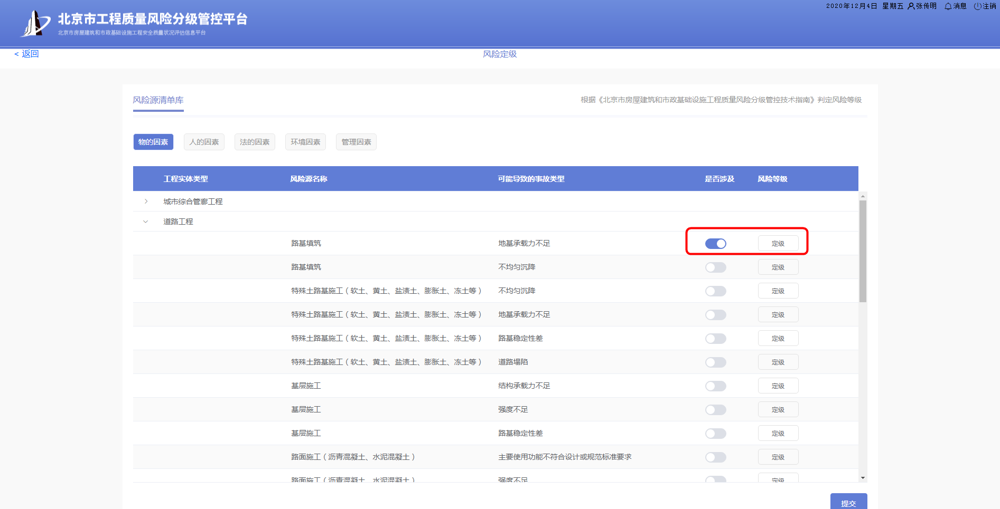 2020年12月4日 星期五 张传明 消息 注销
北京市工程质量风险分级管控平台
北京市房屋建筑和市政基础设施工程安全质量状况评估信息平台
< 返回 风险定级
风险源清单库 根据《北京市房屋建筑和市政基础设施工程质量风险分级管控技术指南》判定风险等级
物的因素 人的因素 法的因素 环境因素 管理因素
工程实体类型 风险源名称 可能导致的事故类型 是否涉及 风险等级
城市综合管廊工程
道路工程
路基填筑 地基承载力不足 定级
路基填筑 不均匀沉降 定级
特殊土路基施工（软土、黄土、盐渍土、膨胀土、冻土等） 不均匀沉降 定级
特殊土路基施工（软土、黄土、盐渍土、膨胀土、冻土等） 地基承载力不足 定级
特殊土路基施工（软土、黄土、盐渍土、膨胀土、冻土等） 路基稳定性差 定级
特殊土路基施工（软土、黄土、盐渍土、膨胀土、冻土等） 道路塌陷 定级
基层施工 结构承载力不足 定级
基层施工 强度不足 定级
基层施工 路基稳定性差 定级
路面施工（沥青混凝土、水泥混凝土） 主要使用功能不符合设计或规范标准要求 定级
路面施工（沥青混凝土、水泥混凝土） 强度不足 定级
提交